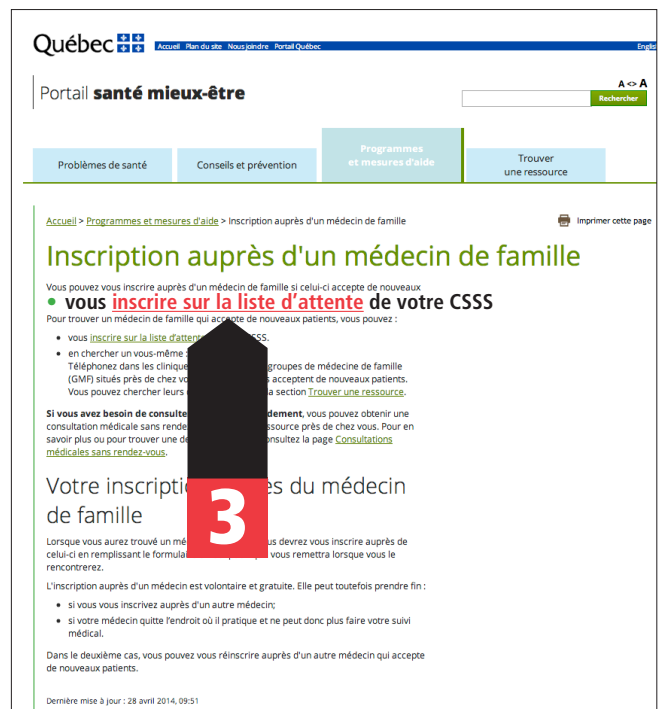 Québec Accueil Plan du site Nous joindre Portail Québec English
Portail santé mieux-être
A <> A
Rechercher
Problèmes de santé
Conseils et prévention
Programmes
et mesures d'aide
Trouver
une ressource
Accueil > Programmes et mesures d'aide > Inscription auprès d'un médecin de famille
Imprimer cette page
Inscription auprès d'un médecin de famille
Vous pouvez vous inscrire auprès d'un médecin de famille si celui-ci accepte de nouveaux
• vous inscrire sur la liste d'attente de votre CSSS
Pour trouver un médecin de famille qui accepte de nouveaux patients, vous pouvez :
• vous inscrire sur la liste d'attente CSSS.
• en chercher un vous-même :
Téléphonez dans les cliniques groupes de médecine de famille
(GMF) situés près de chez vous acceptent de nouveaux patients.
Vous pouvez chercher leurs la section Trouver une ressource.
Si vous avez besoin de consulter, vous pouvez obtenir une
consultation médicale sans près de chez vous. Pour en
savoir plus ou pour trouver une consultez la page Consultations
médicales sans rendez-vous.
Votre du médecin
de famille
3
Lorsque vous aurez trouvé un devrez vous inscrire auprès de
celui-ci en remplissant le vous remettra lorsque vous le
rencontrerez.
L'inscription auprès d'un médecin est volontaire et gratuite. Elle peut toutefois prendre fin :
• si vous vous inscrivez auprès d'un autre médecin;
• si votre médecin quitte l'endroit où il pratique et ne peut donc plus faire votre suivi
médical.
Dans le deuxième cas, vous pouvez vous réinscrire auprès d'un autre médecin qui accepte
de nouveaux patients.
Dernière mise à jour : 28 avril 2014, 09:51